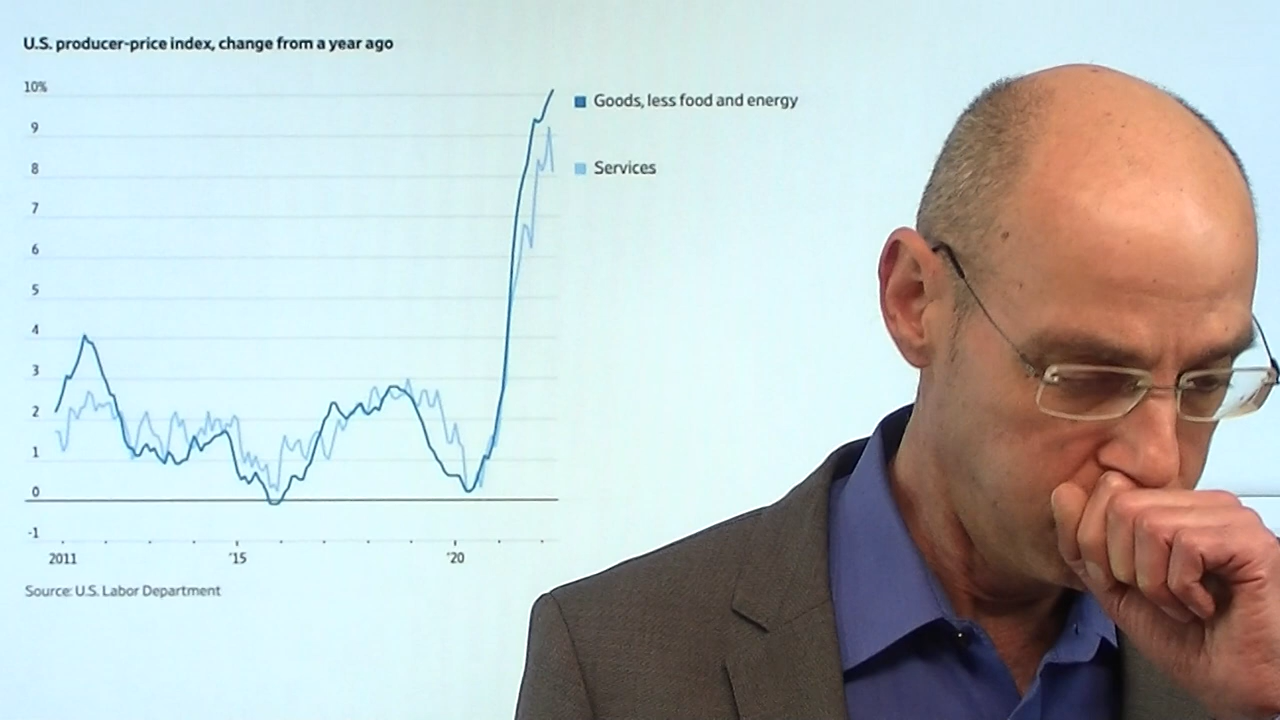 U.S. producer-price index, change from a year ago
10%
Goods, less food and energy
9
Services
8
7
6
5
4
3
2
1
0
-1
2011 '15 '20
Source: U.S. Labor Department